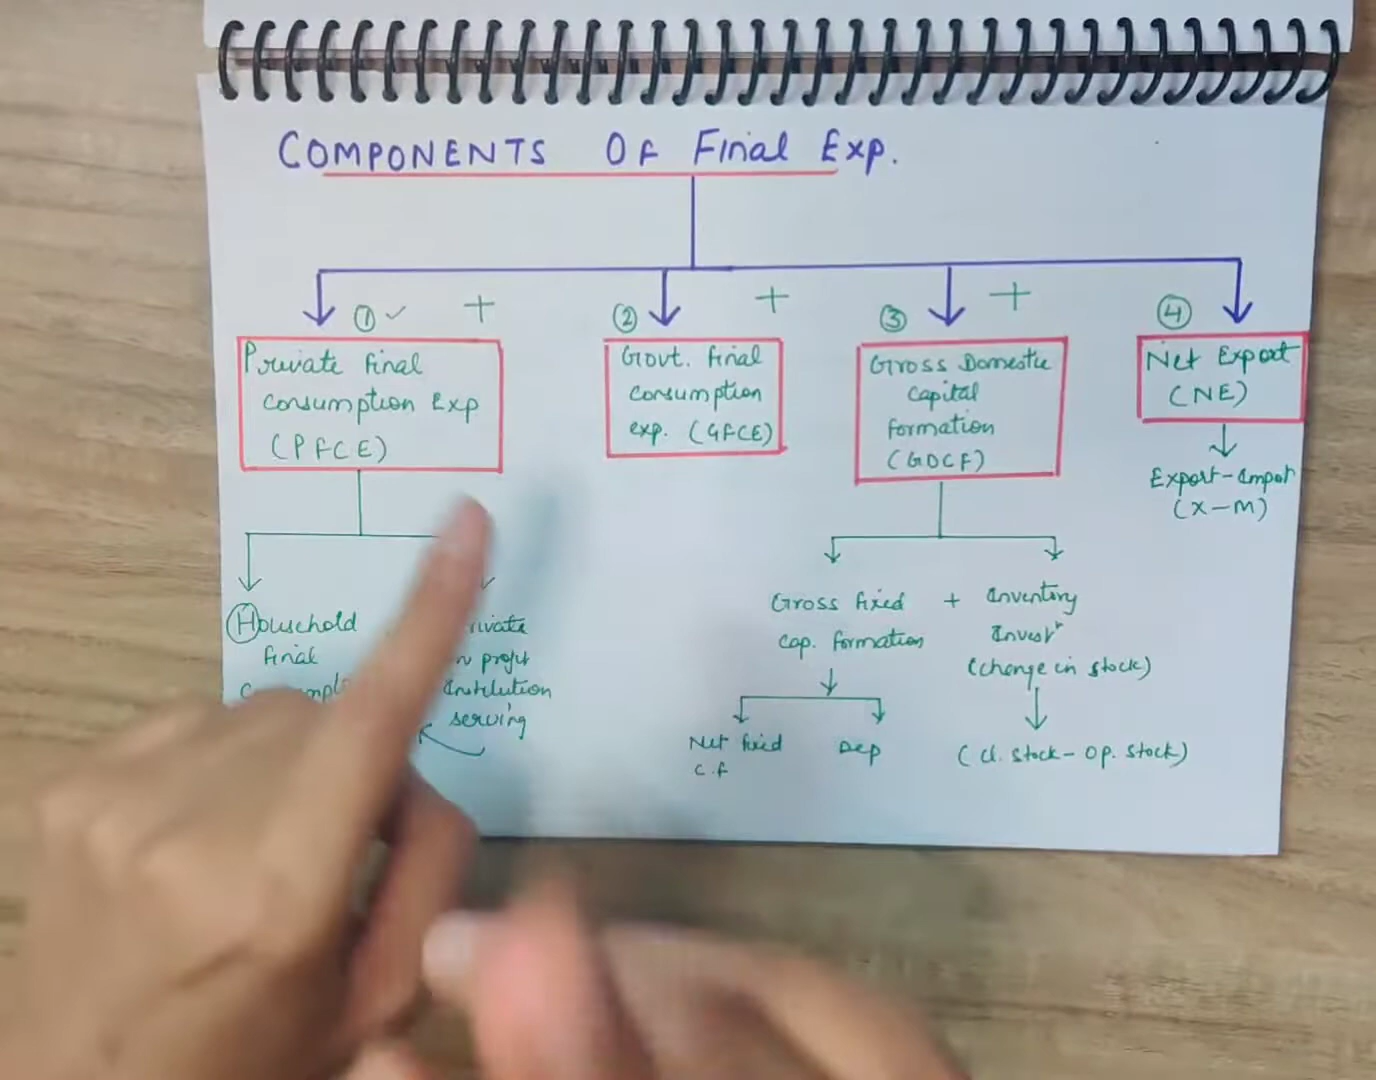 COMPONENTS OF Final Exp.
① ✓ +
② +
③ +
④
Private final
consumption Exp
(PFCE)
Govt. final
consumption
exp. (GFCE)
Gross Domestic
Capital
formation
(GDCF)
Net Export
(NE)
Export-Import
(X-M)
Household
final
institution
serving
Gross fixed
cap. formation
+
Inventory
Invest^t
(change in stock)
Net fixed
C.F
Dep
(Cl. stock - Op. stock)